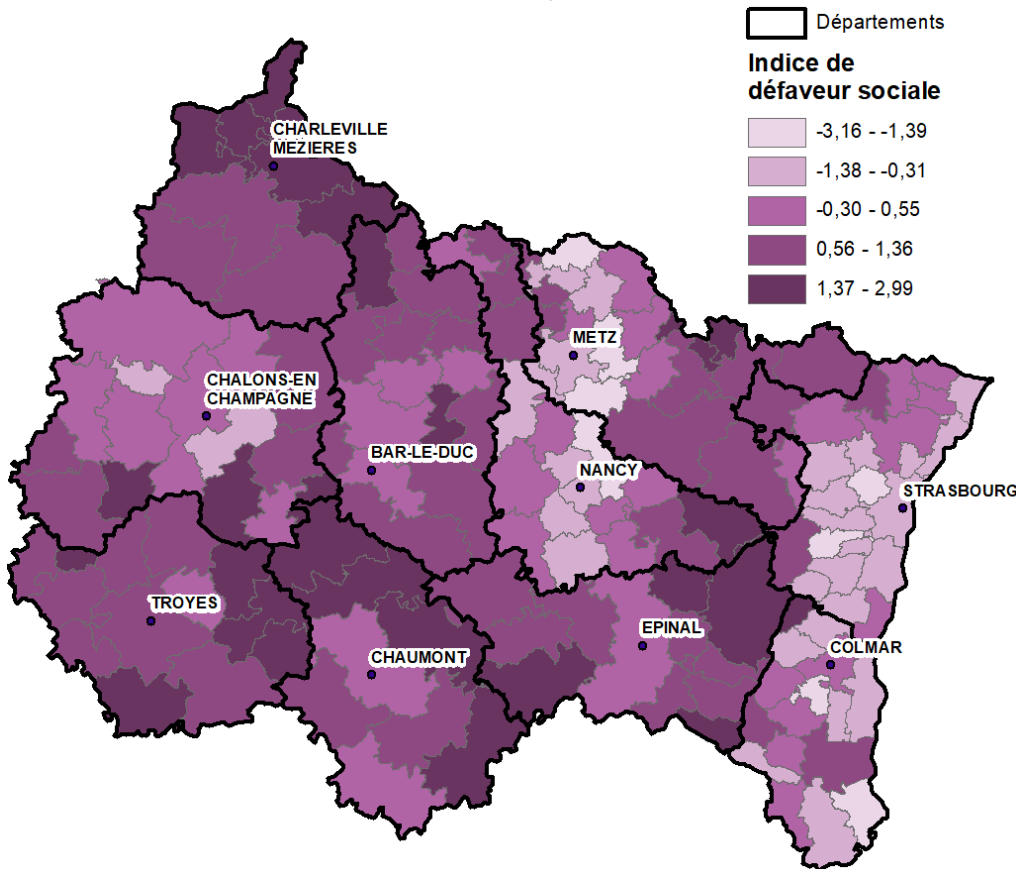 Départements
Indice de
défaveur sociale
-3,16 - -1,39
-1,38 - -0,31
-0,30 - 0,55
0,56 - 1,36
1,37 - 2,99
CHARLEVILLE
MEZIERES
METZ
CHALONS-EN
CHAMPAGNE
BAR-LE-DUC
NANCY
STRASBOURG
TROYES
EPINAL
CHAUMONT
COLMAR